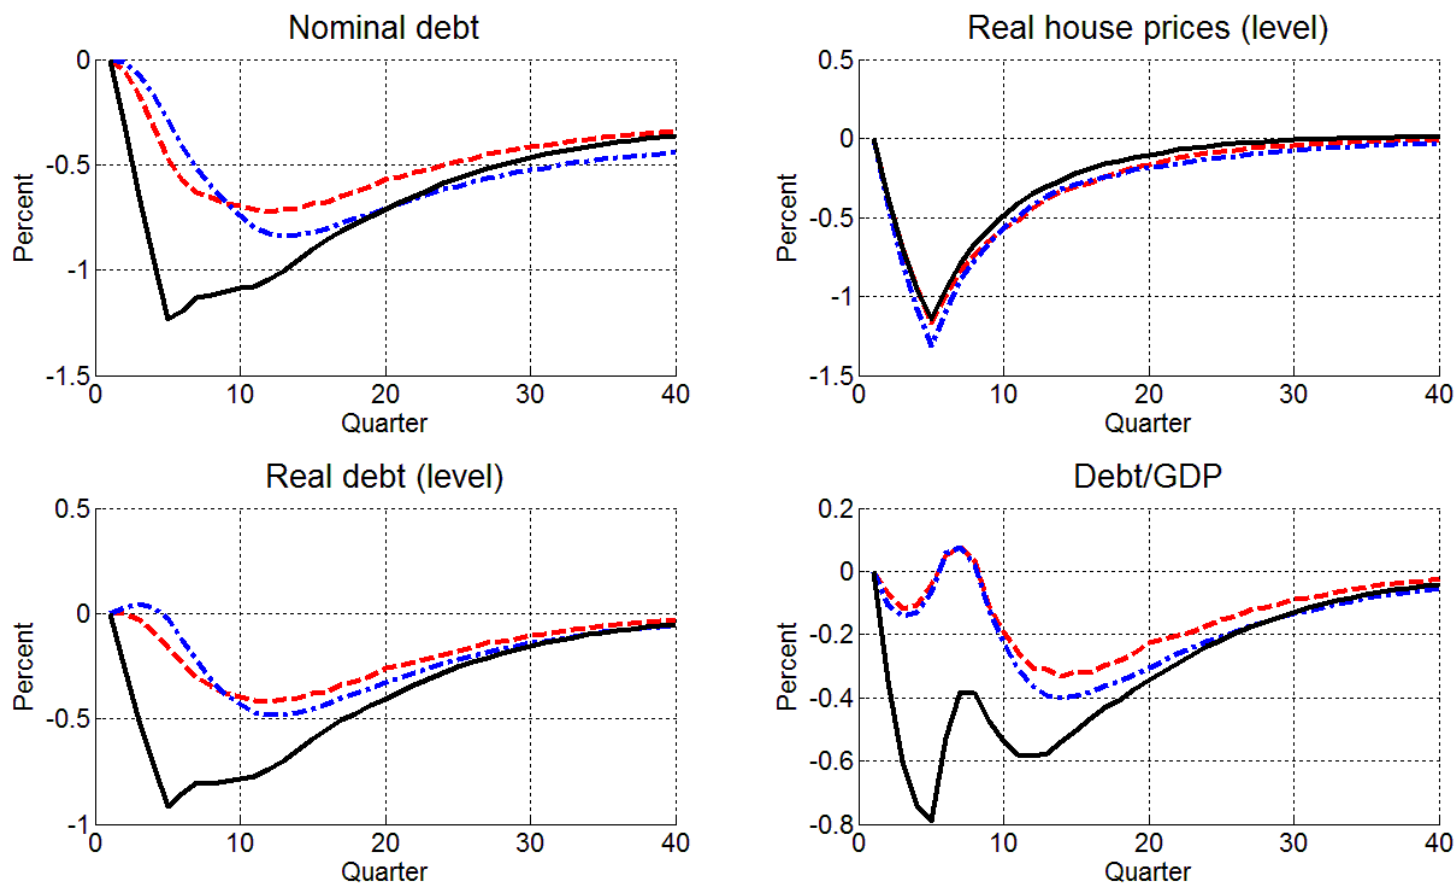 Nominal debt
0
-0.5
-1
-1.5
Percent
0 10 20 30 40
Quarter
Real house prices (level)
0.5
0
-0.5
-1
-1.5
Percent
0 10 20 30 40
Quarter
Real debt (level)
0.5
0
-0.5
-1
Percent
0 10 20 30 40
Quarter
Debt/GDP
0.2
0
-0.2
-0.4
-0.6
-0.8
Percent
0 10 20 30 40
Quarter